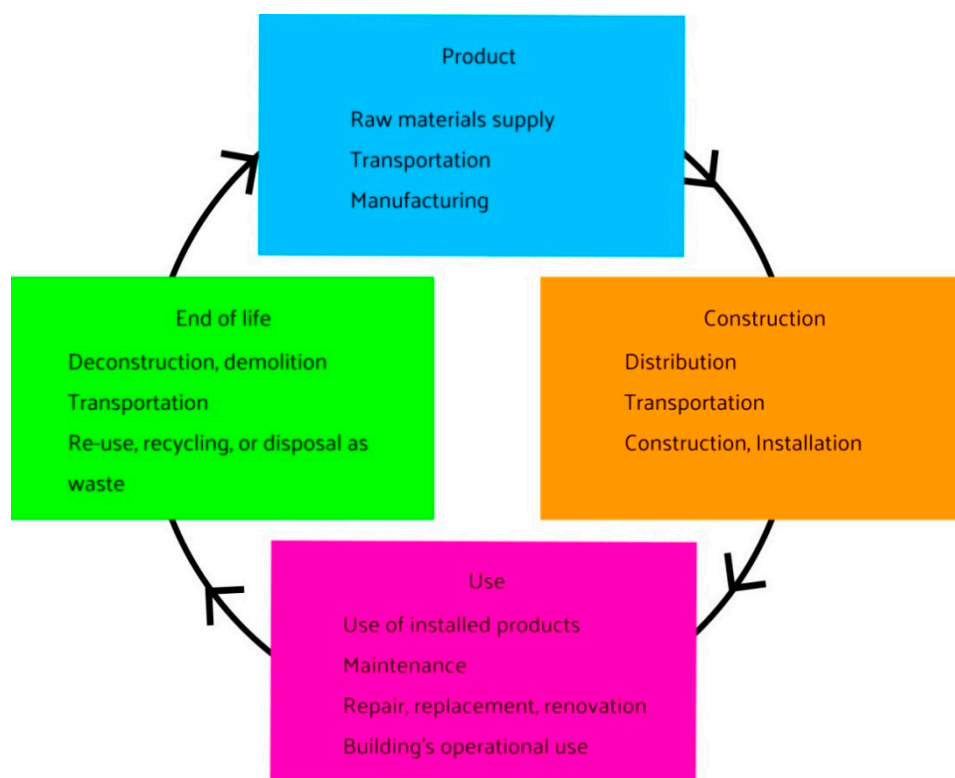 Product
Raw materials supply
Transportation
Manufacturing
End of life
Deconstruction, demolition
Transportation
Re-use, recycling, or disposal as
waste
Construction
Distribution
Transportation
Construction, Installation
Use
Use of installed products
Maintenance
Repair, replacement, renovation
Building's operational use